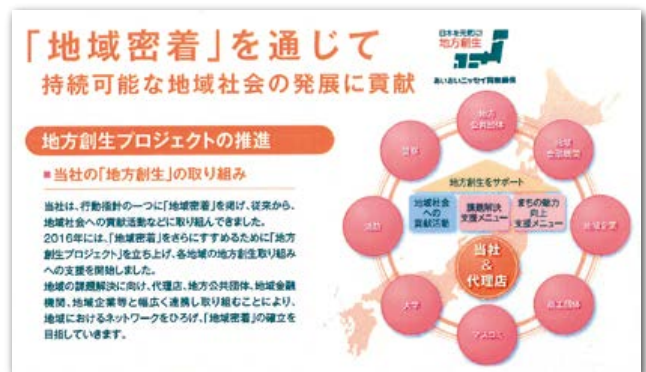 「地域密着」を通じて
持続可能な地域社会の発展に貢献
日本を元気に!
地方創生
あいおいニッセイ同和損保
地方創生プロジェクトの推進
■当社の「地方創生」の取り組み
当社は、行動指針の一つに「地域密着」を掲げ、従来から、
地域社会への貢献活動などに取り組んできました。
2016年には、「地域密着」をさらにすすめるために「地方
創生プロジェクト」を立ち上げ、各地域の地方創生取り組み
への支援を開始しました。
地域の課題解決に向け、代理店、地方公共団体、地域金融
機関、地域企業等と幅広く連携し取り組むことにより、
地域におけるネットワークをひろげ、「地域密着」の確立を
目指していきます。
地方
公共団体
地域
金融機関
地域企業
商工団体
マスコミ
大学
警察
地方創生をサポート
地域社会
への
貢献活動
課題解決
支援メニュー
まちの魅力
向上
支援メニュー
当社
&
代理店